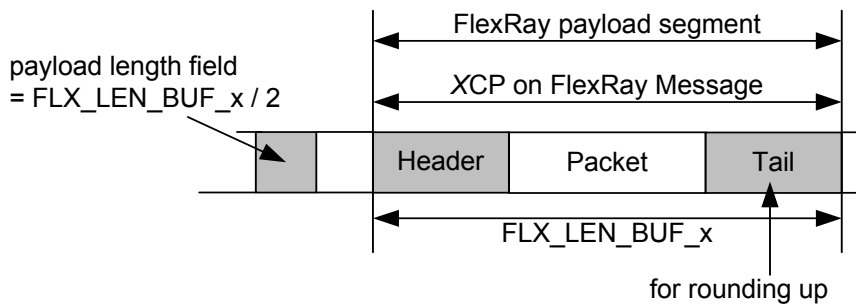 FlexRay payload segment
payload length field
= FLX_LEN_BUF_x / 2
XCP on FlexRay Message
Header
Packet
Tail
FLX_LEN_BUF_x
for rounding up